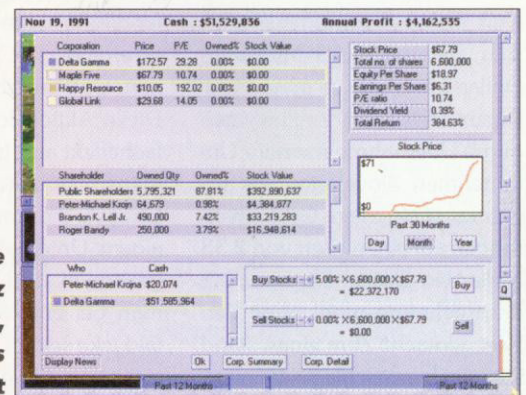 Nov 19, 1991 Cash : $51,529,836 Annual Profit : $4,162,535
Corporation Price P/E Owned% Stock Value
Delta Gamma $172.57 29.28 0.00% $0.00
Maple Five $67.79 10.74 0.00% $0.00
Happy Resource $10.05 192.02 0.00% $0.00
Global Link $29.68 14.05 0.00% $0.00
Stock Price $67.79
Total no. of shares 6,600,000
Equity Per Share $18.97
Earnings Per Share $6.31
P/E ratio 10.74
Dividend Yield 0.39%
Total Return 384.63%
Stock Price
$71
$0
Past 30 Months
Day Month Year
Shareholder Owned Qty Owned% Stock Value
Public Shareholders 5,795,321 87.81% $392,890,637
Peter-Michael Krojn 64,679 0.98% $4,384,877
Brandon K. Lell Jr. 490,000 7.42% $33,219,283
Roger Bandy 250,000 3.79% $16,948,614
Who Cash
Peter-Michael Krojna $20,074
Delta Gamma $51,585,964
Buy Stocks - + 5.00% X6,600,000X$67.79
= $22,372,170
Buy
Sell Stocks - + 0.00% X6,600,000X$67.79
= $0.00
Sell
Display News Ok Corp. Summary Corp. Detail
Past 12 Months Past 12 Months
e
z
s
t
Q